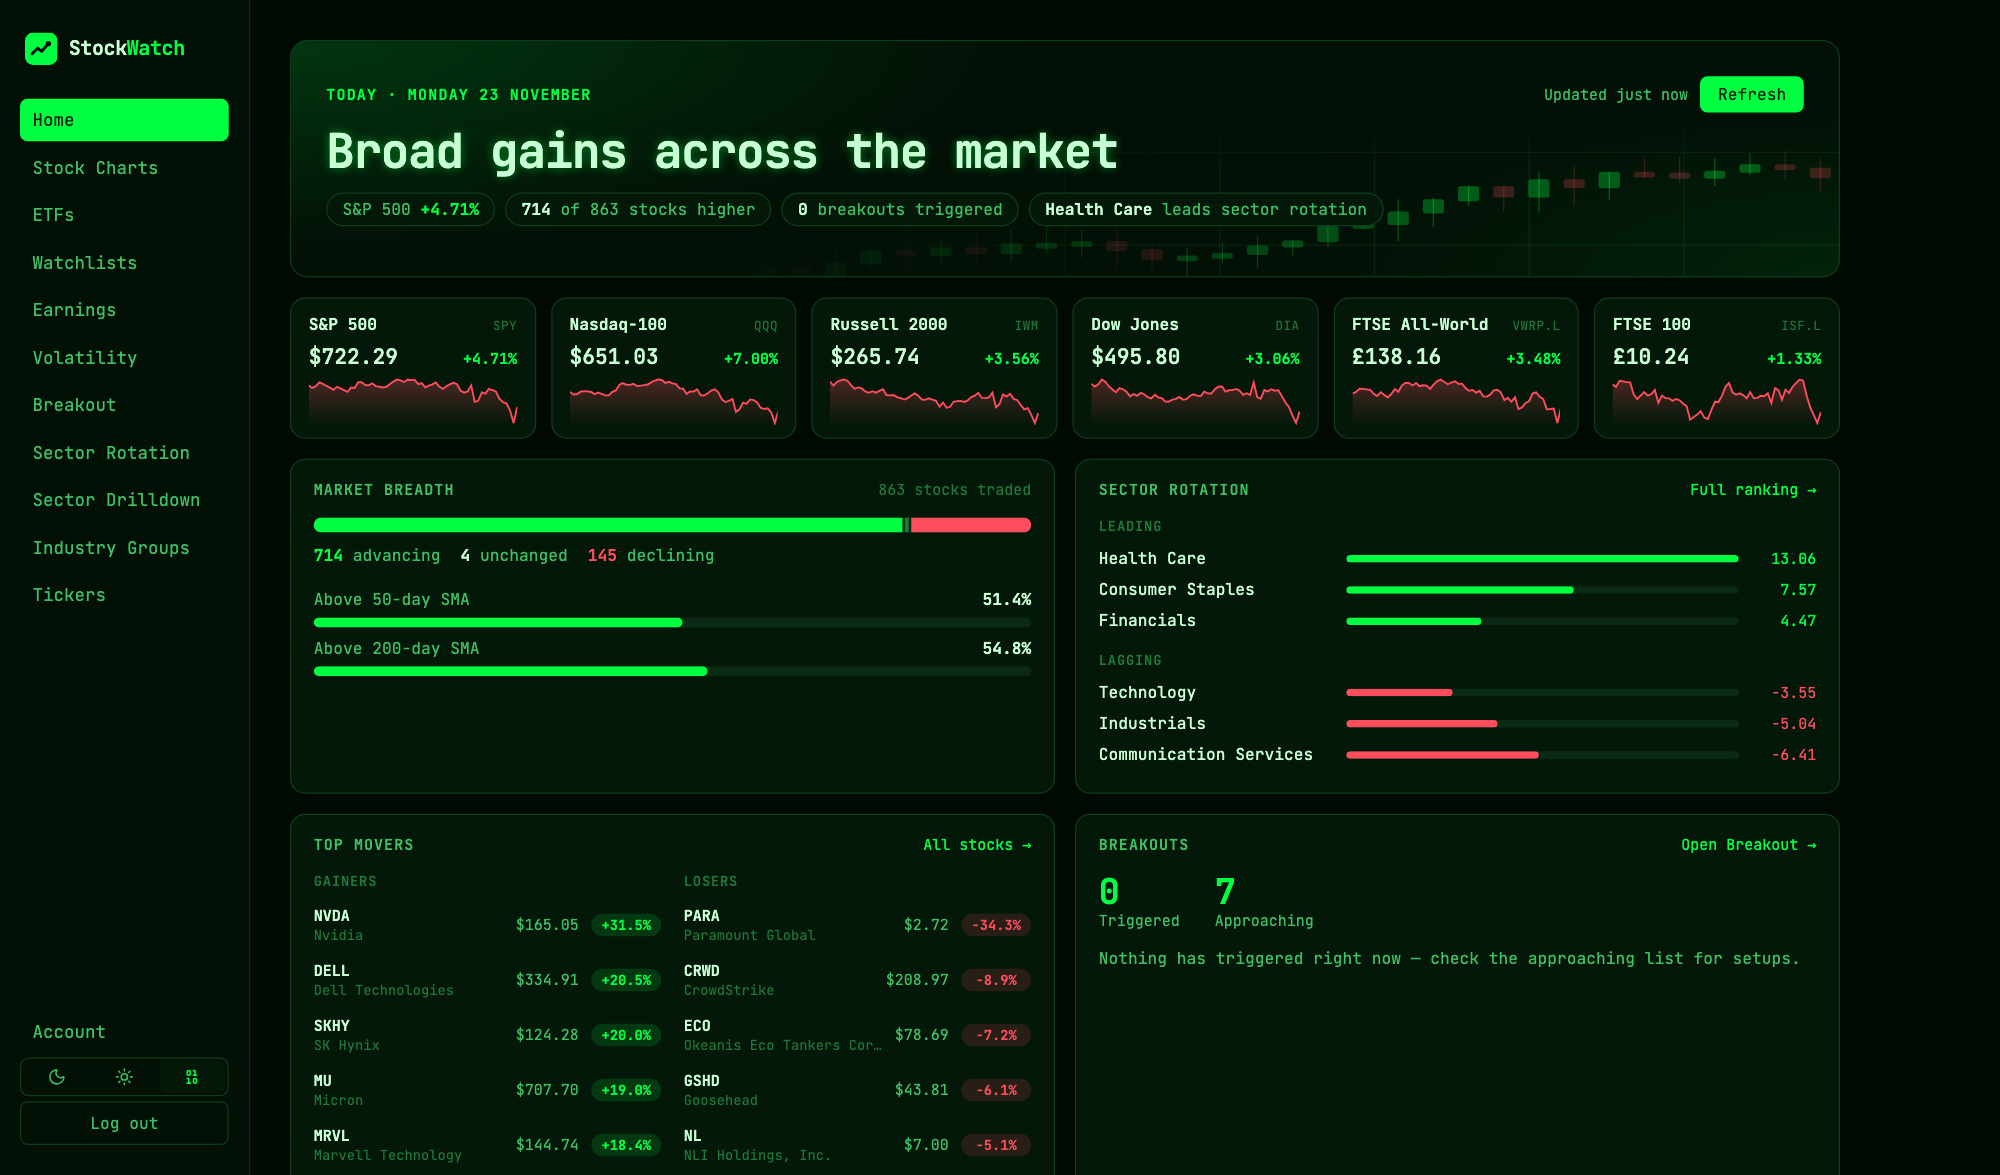 StockWatch
Home
Stock Charts
ETFs
Watchlists
Earnings
Volatility
Breakout
Sector Rotation
Sector Drilldown
Industry Groups
Tickers
Account
01
10
Log out
TODAY · MONDAY 23 NOVEMBER
Updated just now Refresh
Broad gains across the market
S&P 500 +4.71% 714 of 863 stocks higher 0 breakouts triggered Health Care leads sector rotation
S&P 500 SPY
$722.29 +4.71%
Nasdaq-100 QQQ
$651.03 +7.00%
Russell 2000 IWM
$265.74 +3.56%
Dow Jones DIA
$495.80 +3.06%
FTSE All-World VWRP.L
£138.16 +3.48%
FTSE 100 ISF.L
£10.24 +1.33%
MARKET BREADTH 863 stocks traded
714 advancing 4 unchanged 145 declining
Above 50-day SMA 51.4%
Above 200-day SMA 54.8%
SECTOR ROTATION Full ranking →
LEADING
Health Care 13.06
Consumer Staples 7.57
Financials 4.47
LAGGING
Technology -3.55
Industrials -5.04
Communication Services -6.41
TOP MOVERS All stocks →
GAINERS
NVDA $165.05 +31.5%
Nvidia
DELL $334.91 +20.5%
Dell Technologies
SKHY $124.28 +20.0%
SK Hynix
MU $707.70 +19.0%
Micron
MRVL $144.74 +18.4%
Marvell Technology
LOSERS
PARA $2.72 -34.3%
Paramount Global
CRWD $208.97 -8.9%
CrowdStrike
ECO $78.69 -7.2%
Okeanis Eco Tankers Cor…
GSHD $43.81 -6.1%
Goosehead
NL $7.00 -5.1%
NLI Holdings, Inc.
BREAKOUTS Open Breakout →
0 7
Triggered Approaching
Nothing has triggered right now — check the approaching list for setups.